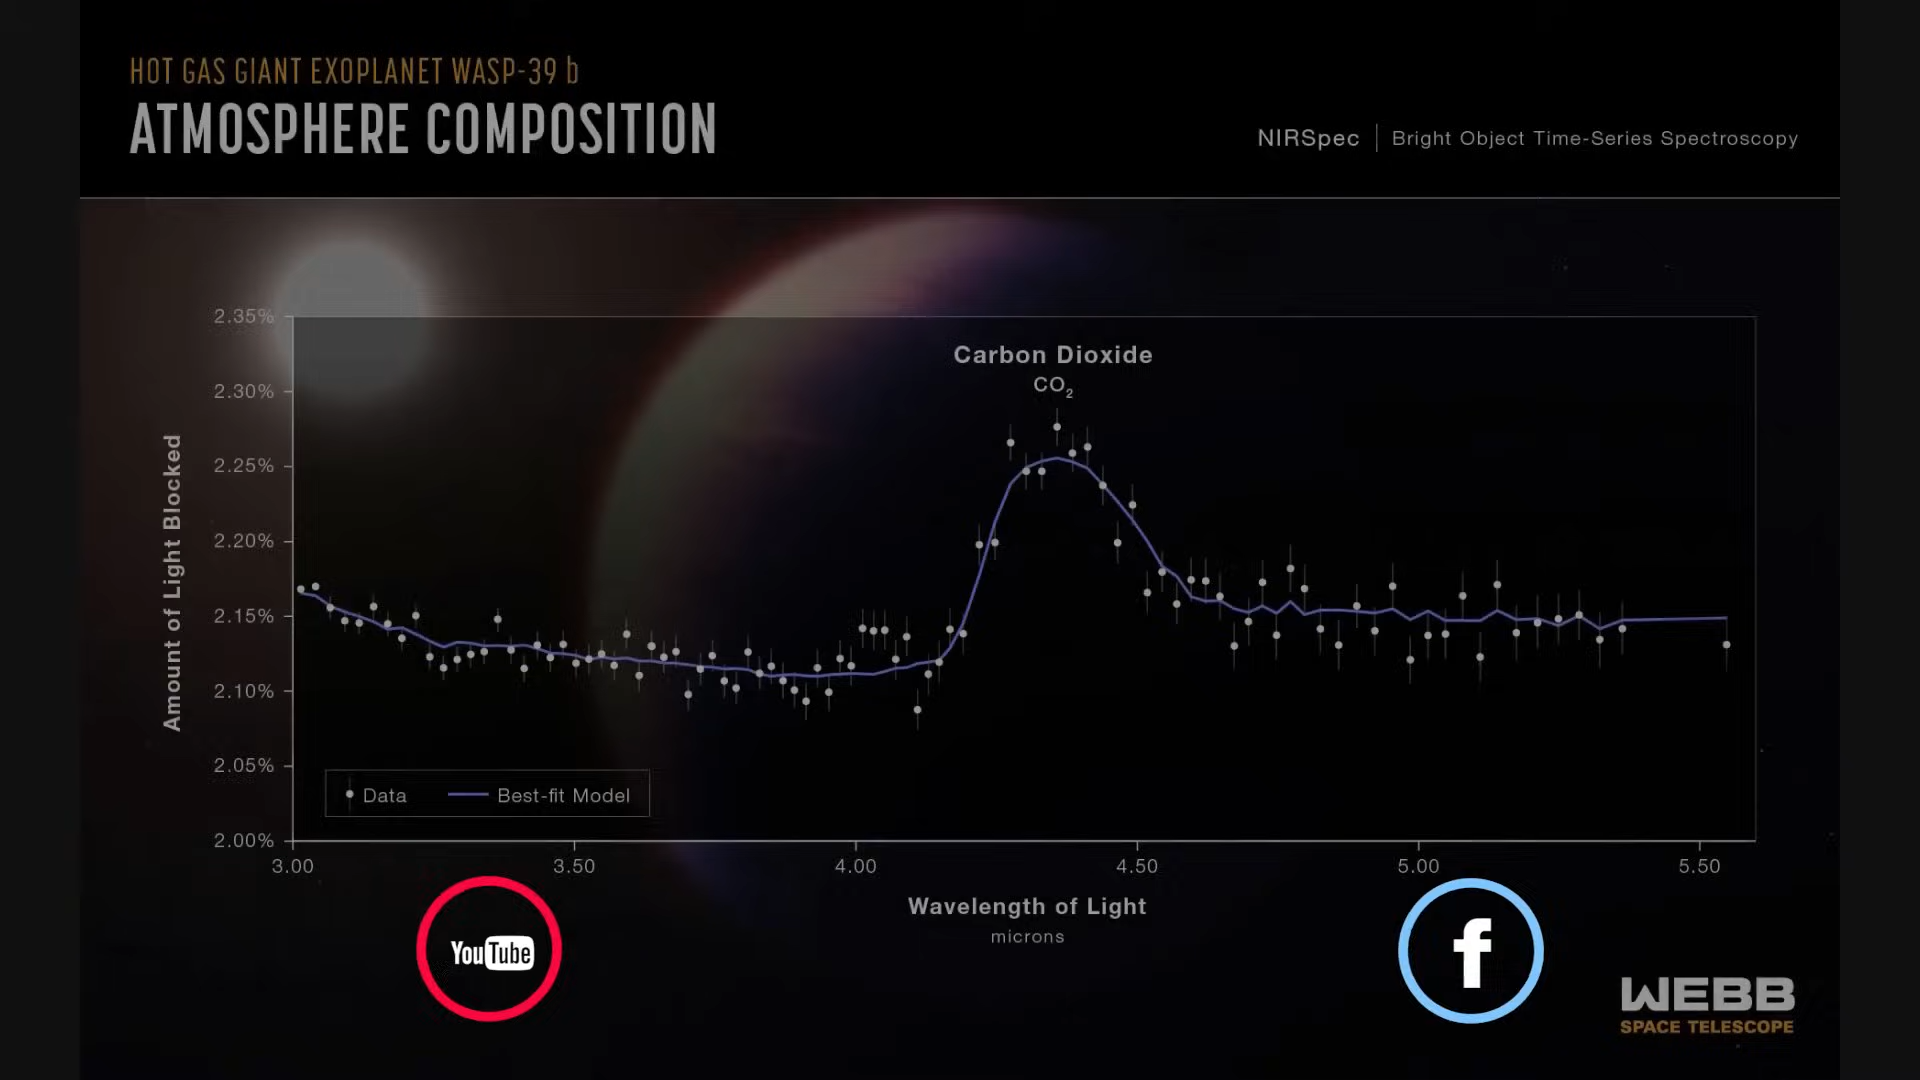 HOT GAS GIANT EXOPLANET WASP-39 b
ATMOSPHERE COMPOSITION
NIRSpec | Bright Object Time-Series Spectroscopy
Carbon Dioxide
CO₂
Amount of Light Blocked
2.35%
2.30%
2.25%
2.20%
2.15%
2.10%
2.05%
2.00%
Data
Best-fit Model
3.00 3.50 4.00 4.50 5.00 5.50
Wavelength of Light
microns
YouTube
f
WEBB
SPACE TELESCOPE